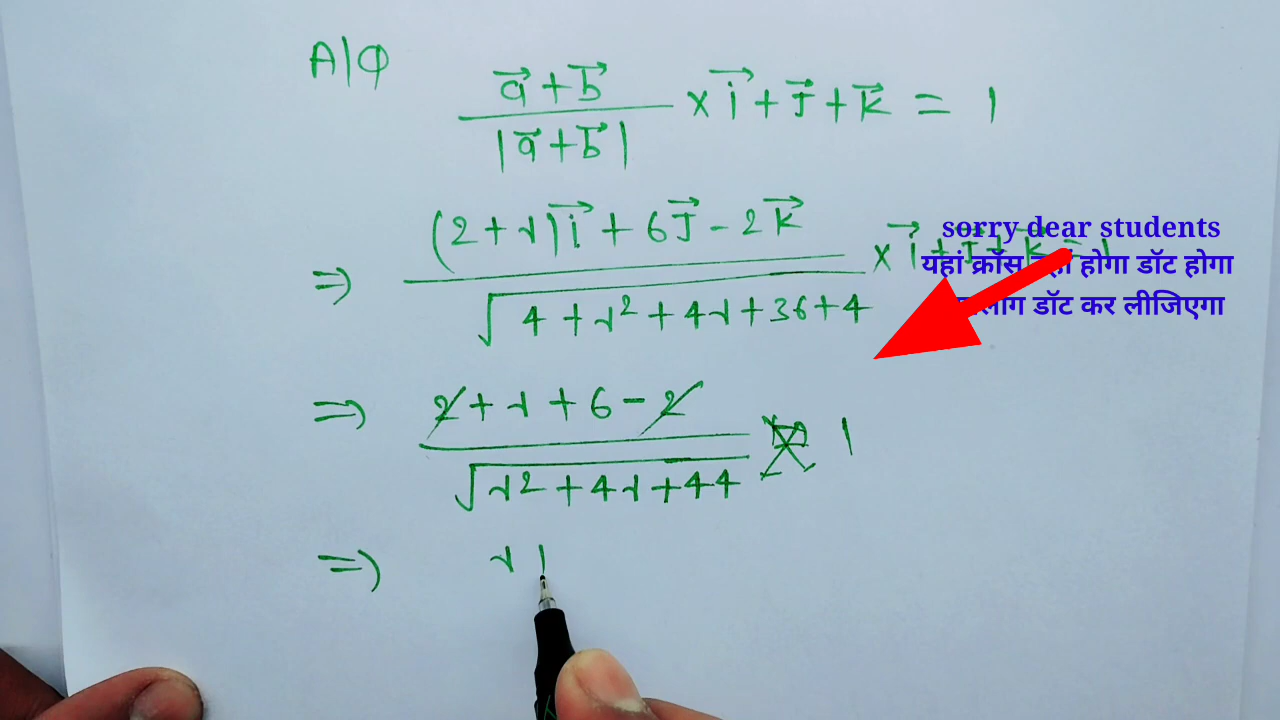 A/Q
(a⃗ + b⃗) / |a⃗ + b⃗| × i⃗ + J⃗ + k⃗ = 1
⇒ ((2 + λ) i⃗ + 6J⃗ - 2k⃗) / √(4 + λ² + 4λ + 36 + 4) × i⃗ + J⃗ + k⃗ = 1
sorry dear students
यहां क्रॉस नहीं होगा डॉट होगा
डॉट कर लीजिएगा
⇒ (2 + λ + 6 - 2) / √(λ² + 4λ + 44) 1
⇒ λ